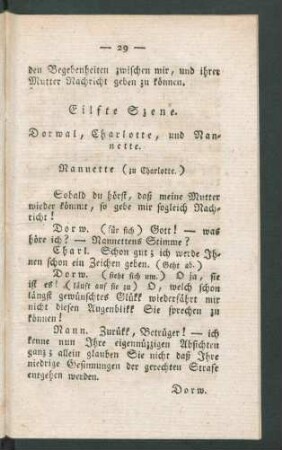 — 29 —
den Begebenheiten zwischen wir, und ihrer
Mutter Nachricht geben zu können.
Eilfte Szene.
Dorwal, Charlotte, und Nan-
nette.
Nannette (zu Charlotte.)
Sobald du hörst, daß meine Mutter
wieder kömmt, so gebe mir sogleich Nach-
richt!
Dorw. (für sich) Gott! — was
höre ich? — Nannettens Stimme?
Charl. Schon gut; ich werde Ih-
nen schon ein Zeichen geben. (Geht ab.)
Dorw. (sieht sich um.) O ja, sie
ist es! (läuft auf sie zu) O, welch schon
längst gewünschtes Glükk wiederfährt mir
nicht diesen Augenblikk Sie sprechen zu
können!
Nann. Zurükk, Betrüger! — ich
kenne nun Ihre eigennüzzigen Absichten
ganz; allein glauben Sie nicht daß Ihre
niedrige Gesinnungen der gerechten Strafe
entgehen werden.
Dorw.